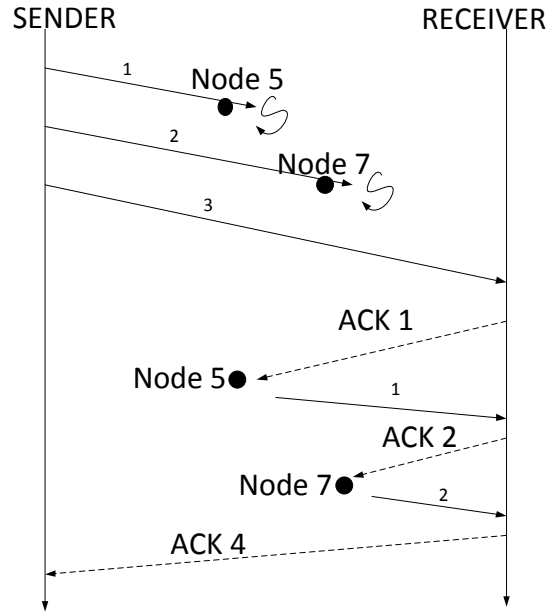 SENDER
RECEIVER
1
Node 5
2
Node 7
3
ACK 1
Node 5
1
ACK 2
Node 7
2
ACK 4